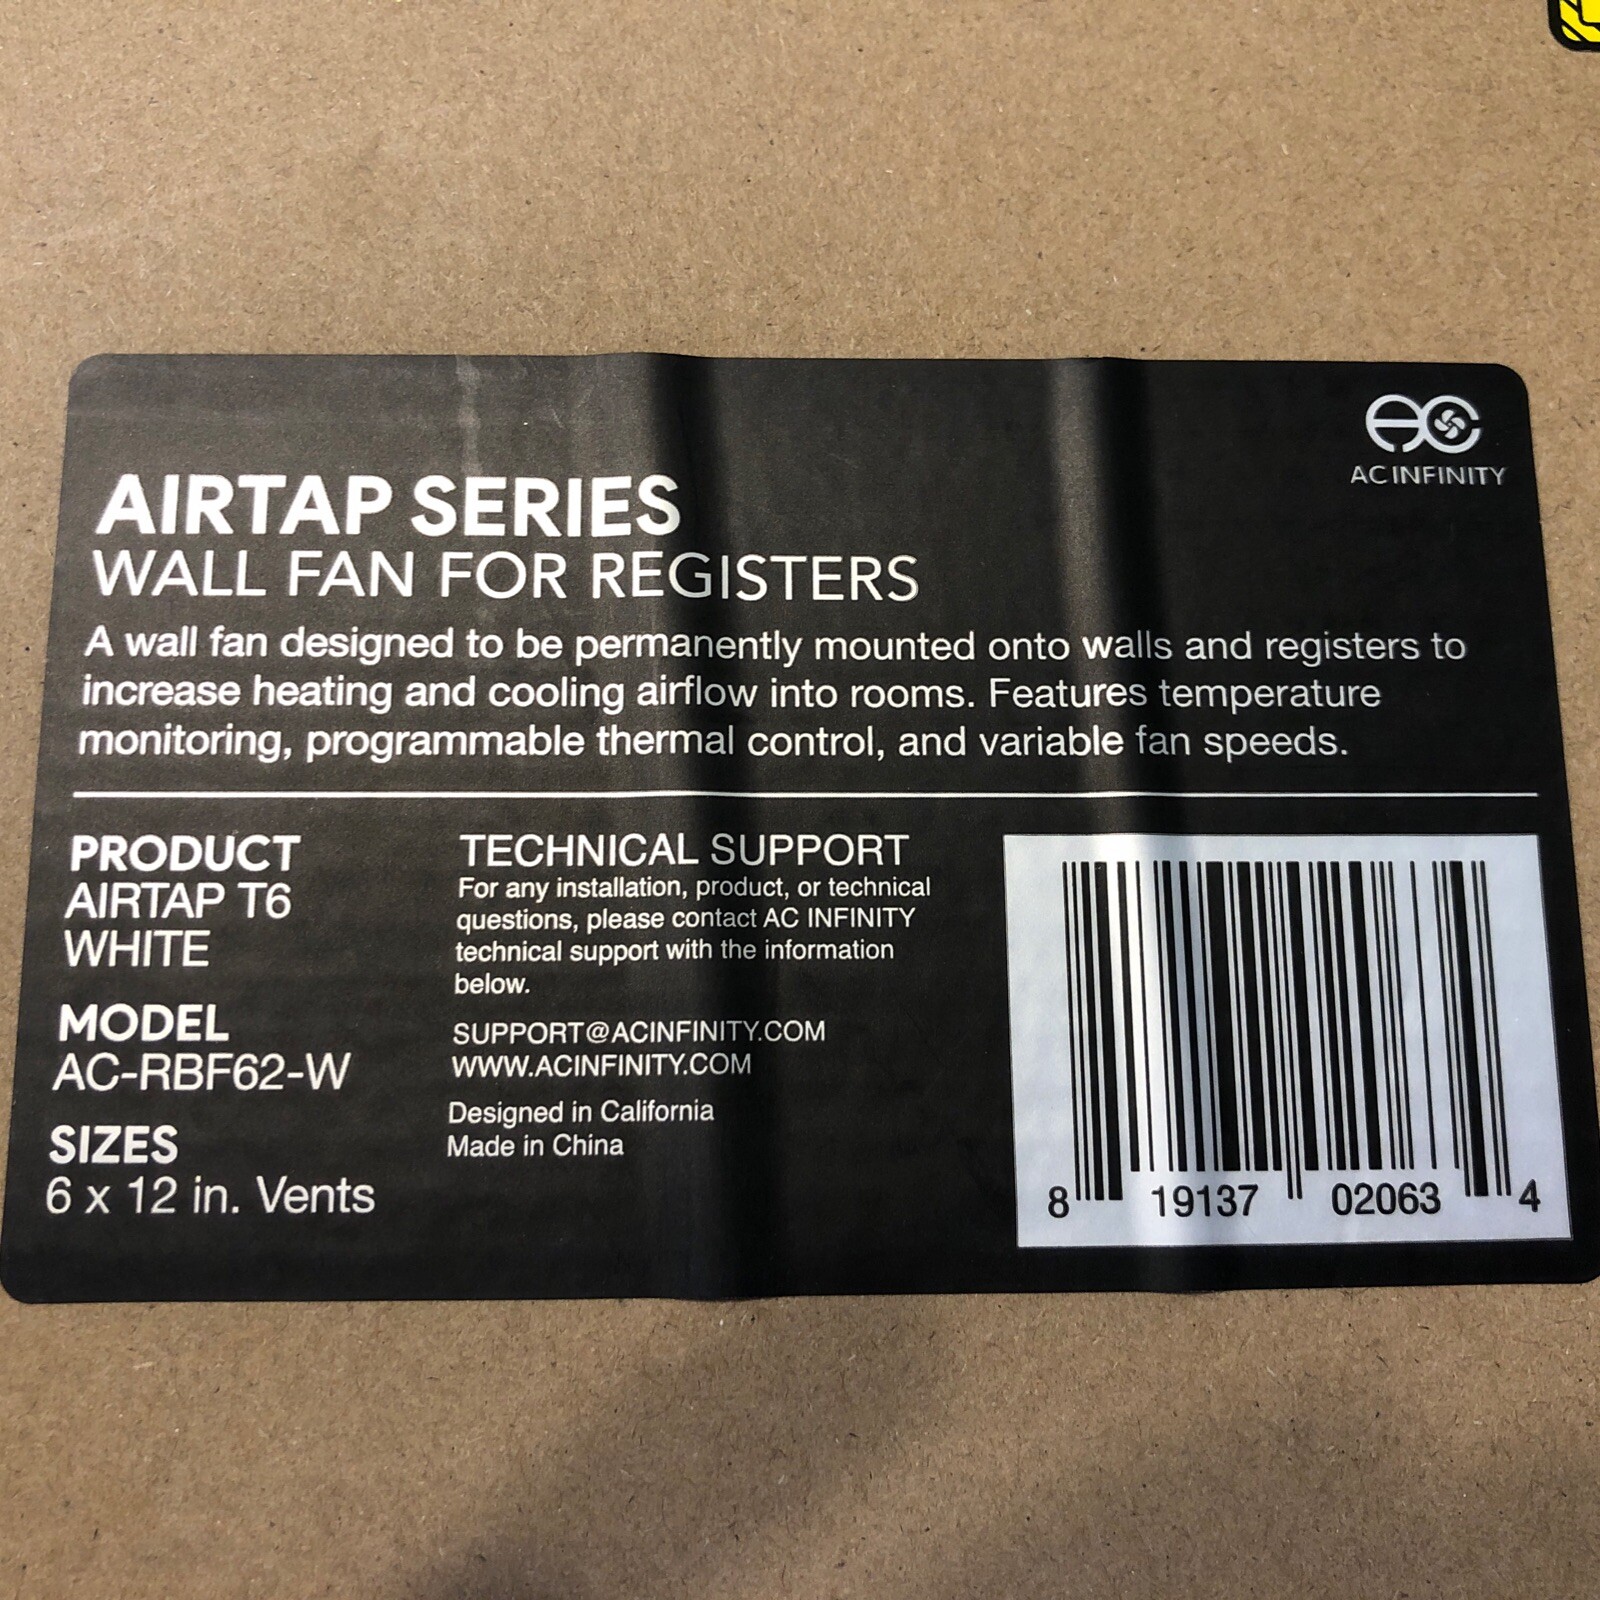 AC INFINITY
AIRTAP SERIES
WALL FAN FOR REGISTERS
A wall fan designed to be permanently mounted onto walls and registers to
increase heating and cooling airflow into rooms. Features temperature
monitoring, programmable thermal control, and variable fan speeds.
PRODUCT
AIRTAP T6
WHITE
MODEL
AC-RBF62-W
SIZES
6 x 12 in. Vents
TECHNICAL SUPPORT
For any installation, product, or technical
questions, please contact AC INFINITY
technical support with the information
below.
SUPPORT@ACINFINITY.COM
WWW.ACINFINITY.COM
Designed in California
Made in China
8 19137 02063 4